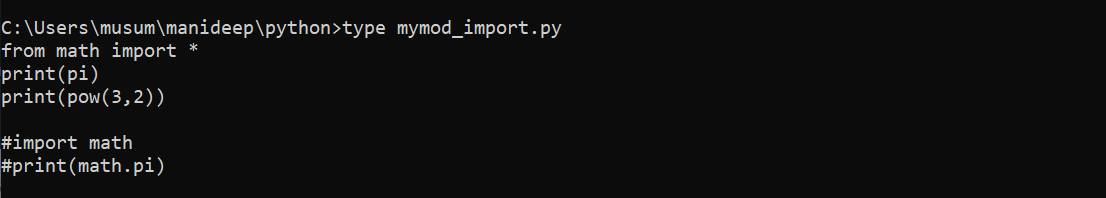 C:\Users\musum\manideep\python>type mymod_import.py
from math import *
print(pi)
print(pow(3,2))
#import math
#print(math.pi)